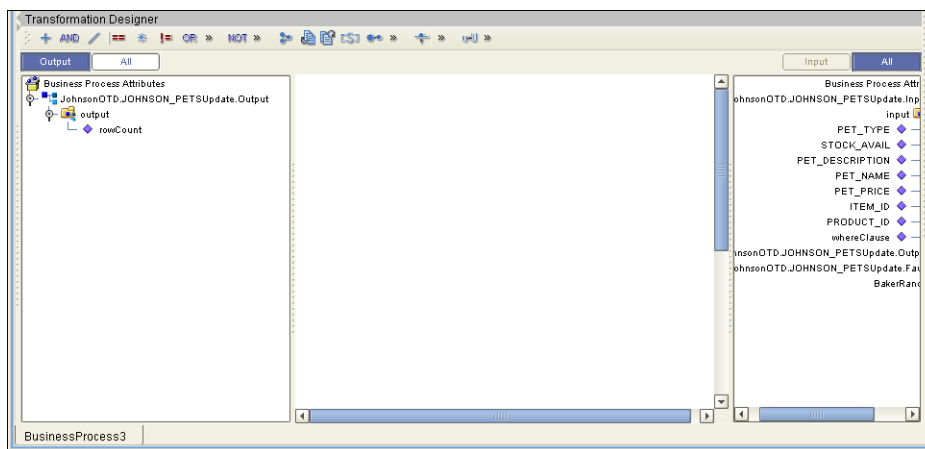 Transformation Designer
AND == != OR » NOT » [S] » » »
Output All
Input All
Business Process Attributes
JohnsonOTD.JOHNSON_PETSUpdate.Output
output
rowCount
Business Process Attr
ohnsonOTD.JOHNSON_PETSUpdate.Inp
input
PET_TYPE
STOCK_AVAIL
PET_DESCRIPTION
PET_NAME
PET_PRICE
ITEM_ID
PRODUCT_ID
whereClause
hnsonOTD.JOHNSON_PETSUpdate.Outp
ohnsonOTD.JOHNSON_PETSUpdate.Fau
BakerRand
BusinessProcess3